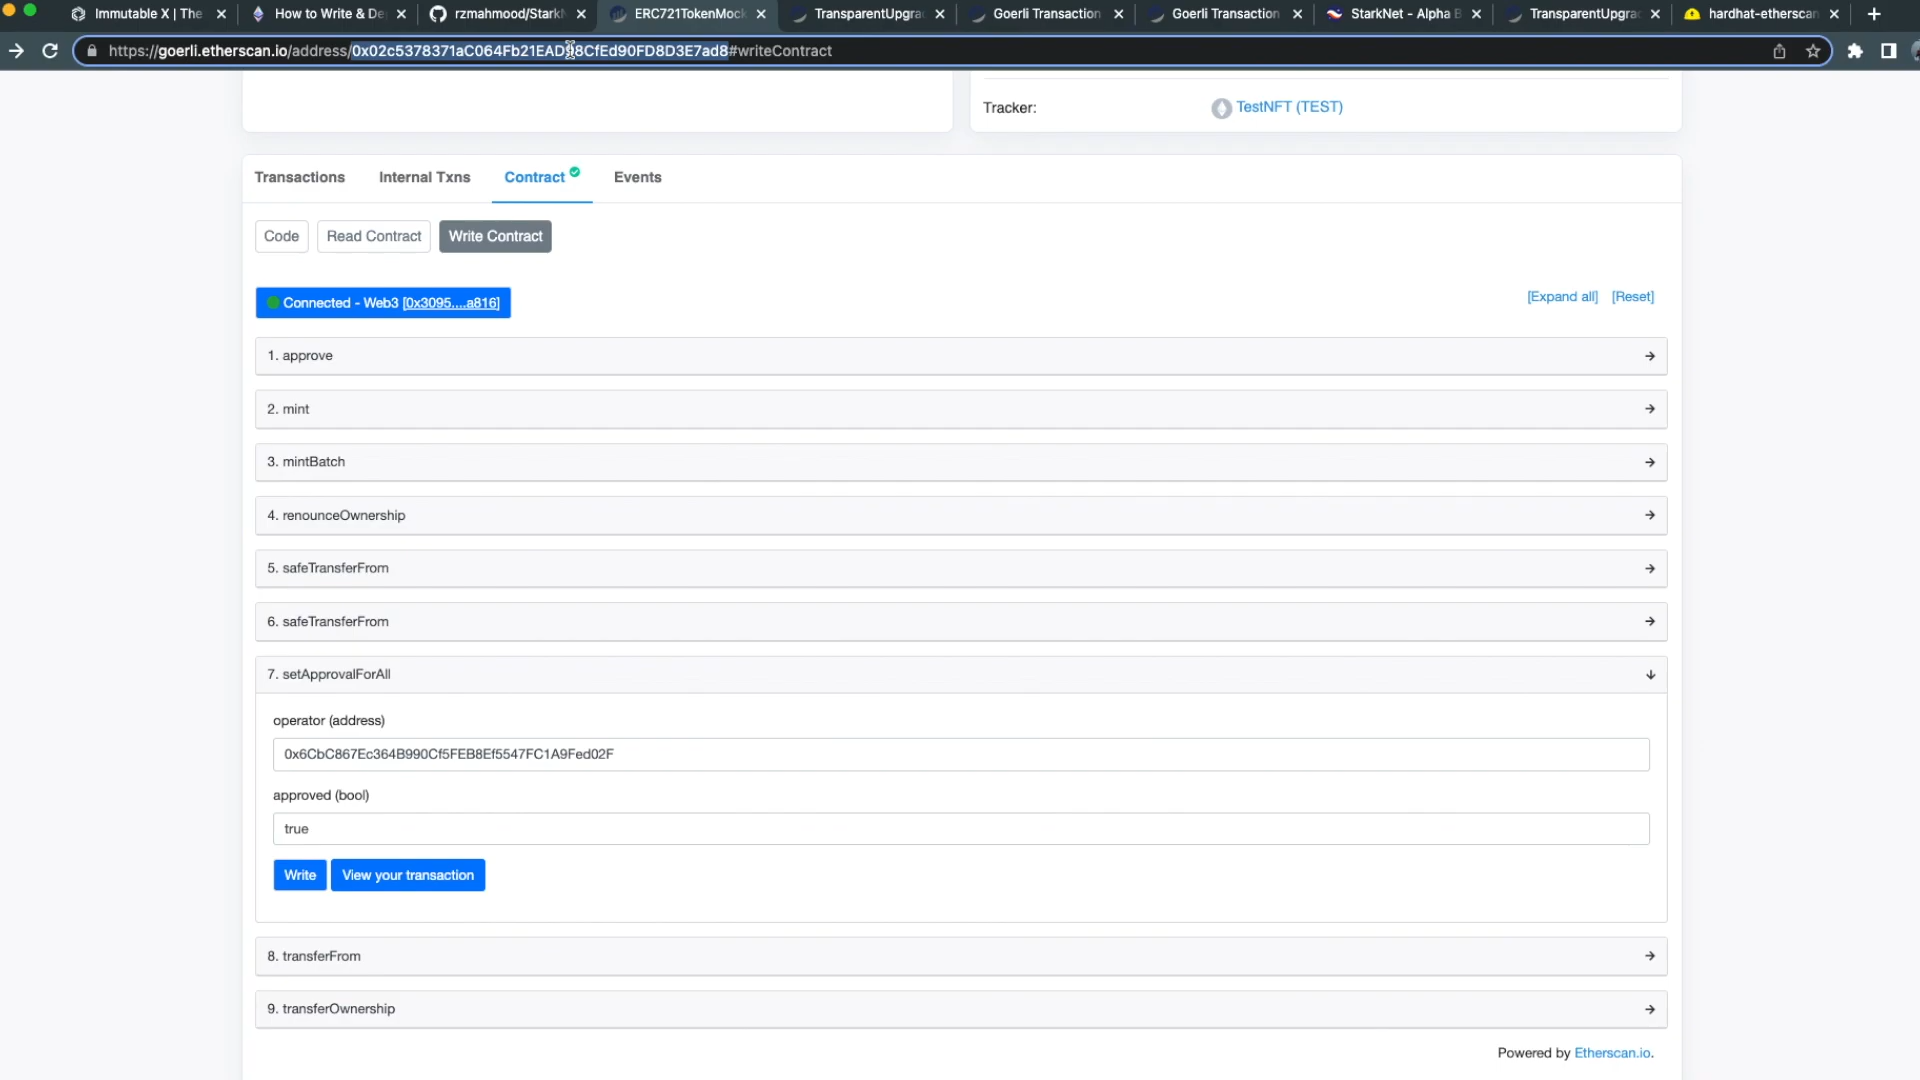 Immutable X | The
How to Write & De
rzmahmood/Stark
ERC721TokenMock
TransparentUpgra
Goerli Transaction
Goerli Transaction
StarkNet - Alpha B
TransparentUpgra
hardhat-etherscan
https://goerli.etherscan.io/address/0x02c5378371aC064Fb21EAD98CfEd90FD8D3E7ad8#writeContract
Tracker:
TestNFT (TEST)
Transactions
Internal Txns
Contract
Events
Code
Read Contract
Write Contract
Connected - Web3 [0x3095....a816]
[Expand all]
[Reset]
1. approve
2. mint
3. mintBatch
4. renounceOwnership
5. safeTransferFrom
6. safeTransferFrom
7. setApprovalForAll
operator (address)
0x6CbC867Ec364B990Cf5FEB8Ef5547FC1A9Fed02F
approved (bool)
true
Write
View your transaction
8. transferFrom
9. transferOwnership
Powered by Etherscan.io.